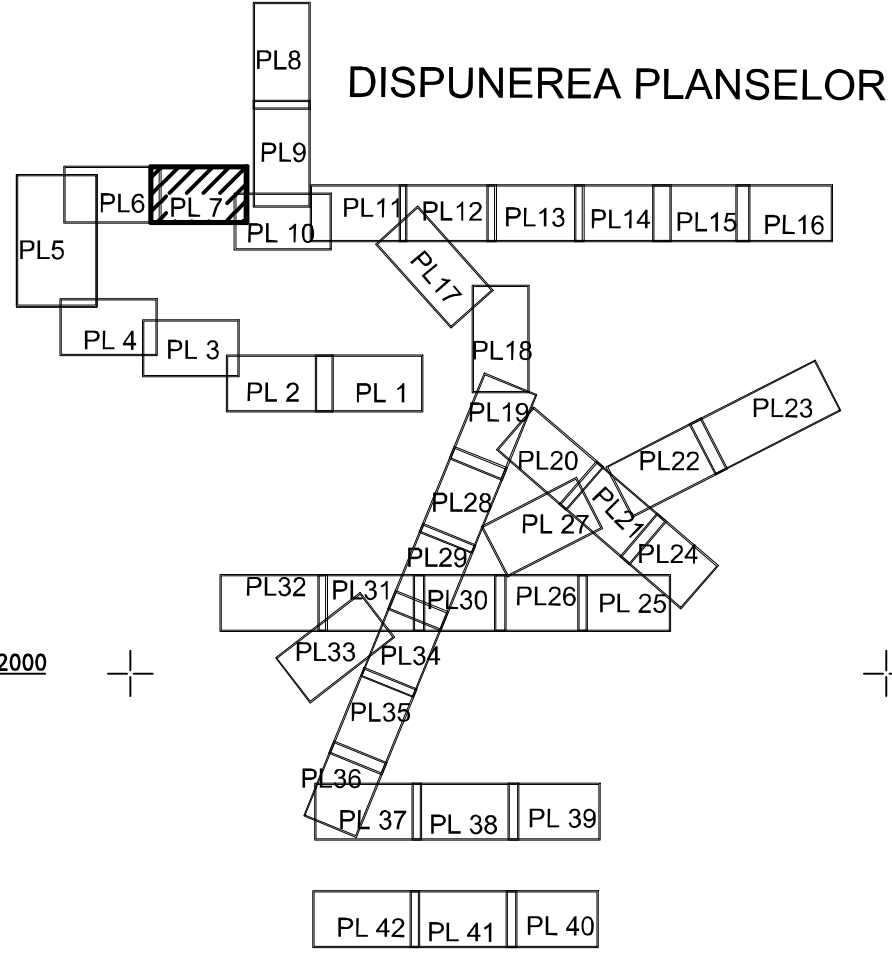 PL8
DISPUNEREA PLANSELOR
PL9
PL6
PL 7
PL11
PL12
PL13
PL14
PL15
PL16
PL 10
PL5
PL17
PL 4
PL 3
PL18
PL 2
PL 1
PL19
PL23
PL20
PL22
PL28
PL21
PL 27
PL29
PL24
PL32
PL31
PL30
PL26
PL 25
PL33
PL34
2000
PL35
PL36
PL 37
PL 38
PL 39
PL 42
PL 41
PL 40